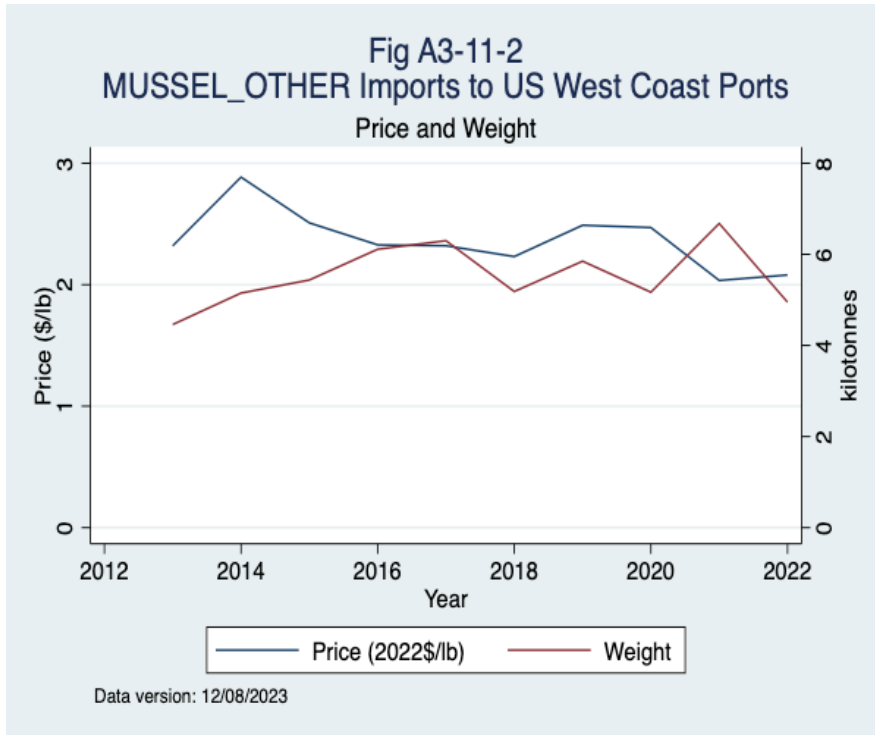 Fig A3-11-2
MUSSEL_OTHER Imports to US West Coast Ports
Price and Weight
Price ($/lb)
3
2
1
0
8
6
4
2
0
kilotonnes
2012 2014 2016 2018 2020 2022
Year
Price (2022$/lb) Weight
Data version: 12/08/2023